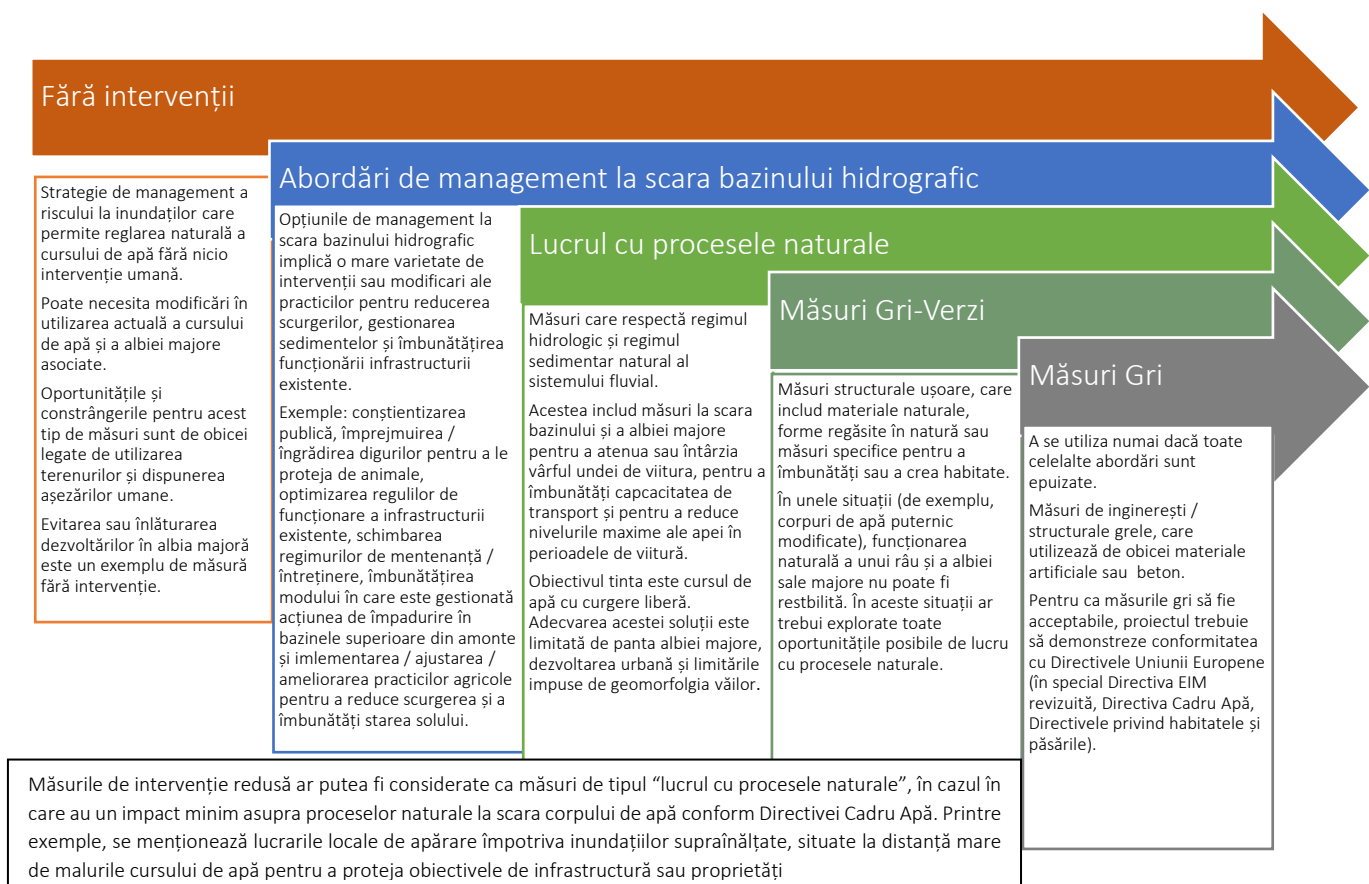 Fără intervenții
Strategie de management a
riscului la inundaților care
permite reglarea naturală a
cursului de apă fără nicio
intervenție umană.
Poate necesita modificări în
utilizarea actuală a cursului
de apă și a albiei majore
asociate.
Oportunitățile și
constrângerile pentru acest
tip de măsuri sunt de obicei
legate de utilizarea
terenurilor și dispunerea
așezărilor umane.
Evitarea sau înlăturarea
dezvoltărilor în albia majoră
este un exemplu de măsură
fără intervenție.
Abordări de management la scara bazinului hidrografic
Opțiunile de management la
scara bazinului hidrografic
implică o mare varietate de
intervenții sau modificari ale
practicilor pentru reducerea
scurgerilor, gestionarea
sedimentelor și îmbunătățirea
funcționării infrastructurii
existente.
Exemple: conștientizarea
publică, împrejmuirea /
îngrădirea digurilor pentru a le
proteja de animale,
optimizarea regulilor de
funcționare a infrastructurii
existente, schimbarea
regimurilor de mentenanță /
întreținere, îmbunătățirea
modului în care este gestionată
acțiunea de împadurire în
bazinele superioare din amonte
și imlementarea / ajustarea /
ameliorarea practicilor agricole
pentru a reduce scurgerea și a
îmbunătăți starea solului.
Lucrul cu procesele naturale
Măsuri care respectă regimul
hidrologic și regimul
sedimentar natural al
sistemului fluvial.
Acestea includ măsuri la scara
bazinului și a albiei majore
pentru a atenua sau întârzia
vârful undei de viitura, pentru a
îmbunătăți capcacitatea de
transport și pentru a reduce
nivelurile maxime ale apei în
perioadele de viitură.
Obiectivul tinta este cursul de
apă cu curgere liberă.
Adecvarea acestei soluții este
limitată de panta albiei majore,
dezvoltarea urbană și limitările
impuse de geomorfolgia văilor.
Măsuri Gri-Verzi
Măsuri structurale ușoare, care
includ materiale naturale,
forme regăsite în natură sau
măsuri specifice pentru a
îmbunătăți sau a crea habitate.
În unele situații (de exemplu,
corpuri de apă puternic
modificate), funcționarea
naturală a unui râu și a albiei
sale majore nu poate fi
restbilită. În aceste situații ar
trebui explorate toate
oportunitățile posibile de lucru
cu procesele naturale.
Măsuri Gri
A se utiliza numai dacă toate
celelalte abordări sunt
epuizate.
Măsuri de inginerești /
structurale grele, care
utilizează de obicei materiale
artificiale sau beton.
Pentru ca măsurile gri să fie
acceptabile, proiectul trebuie
să demonstreze conformitatea
cu Directivele Uniunii Europene
(în special Directiva EIM
revizuită, Directiva Cadru Apă,
Directivele privind habitatele și
păsările).
Măsurile de intervenție redusă ar putea fi considerate ca măsuri de tipul “lucrul cu procesele naturale”, în cazul în
care au un impact minim asupra proceselor naturale la scara corpului de apă conform Directivei Cadru Apă. Printre
exemple, se menționează lucrarile locale de apărare împotriva inundațiilor supraînălțate, situate la distanță mare
de malurile cursului de apă pentru a proteja obiectivele de infrastructură sau proprietăți